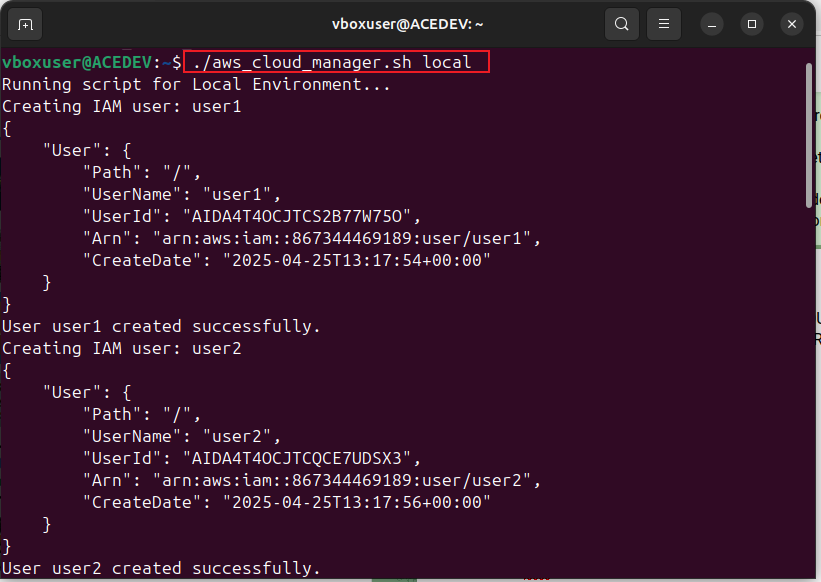 vboxuser@ACEDEV: ~
vboxuser@ACEDEV:~$ ./aws_cloud_manager.sh local
Running script for Local Environment...
Creating IAM user: user1
{
    "User": {
        "Path": "/",
        "UserName": "user1",
        "UserId": "AIDA4T4OCJTCS2B77W75O",
        "Arn": "arn:aws:iam::867344469189:user/user1",
        "CreateDate": "2025-04-25T13:17:54+00:00"
    }
}
User user1 created successfully.
Creating IAM user: user2
{
    "User": {
        "Path": "/",
        "UserName": "user2",
        "UserId": "AIDA4T4OCJTCQCE7UDSX3",
        "Arn": "arn:aws:iam::867344469189:user/user2",
        "CreateDate": "2025-04-25T13:17:56+00:00"
    }
}
User user2 created successfully.